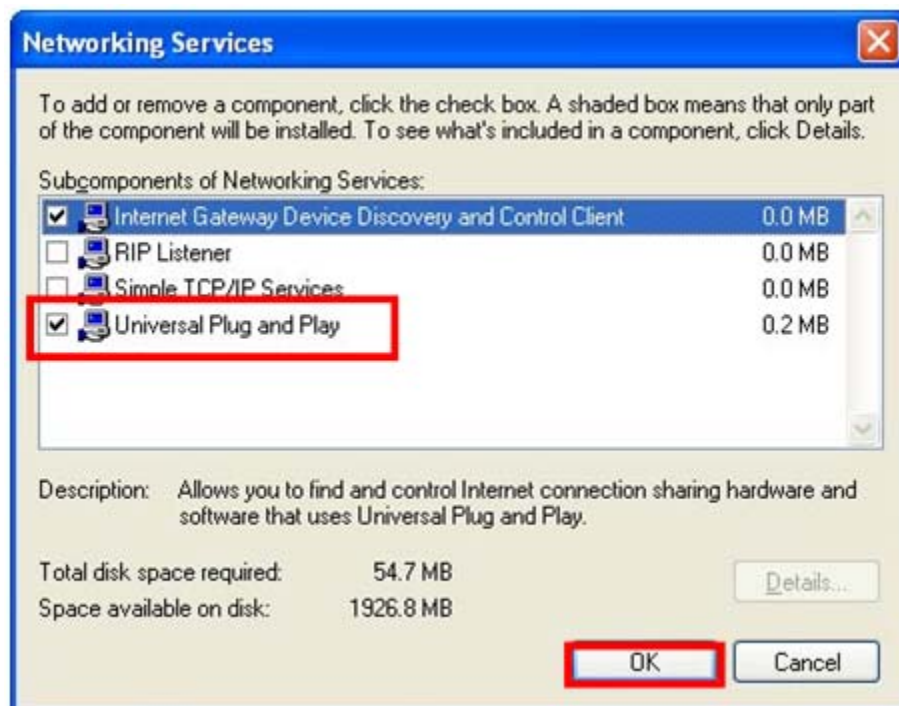 Networking Services
To add or remove a component, click the check box. A shaded box means that only part
of the component will be installed. To see what's included in a component, click Details.
Subcomponents of Networking Services:
Internet Gateway Device Discovery and Control Client 0.0 MB
RIP Listener 0.0 MB
Simple TCP/IP Services 0.0 MB
Universal Plug and Play 0.2 MB
Description: Allows you to find and control Internet connection sharing hardware and
software that uses Universal Plug and Play.
Total disk space required: 54.7 MB
Details...
Space available on disk: 1926.8 MB
OK Cancel